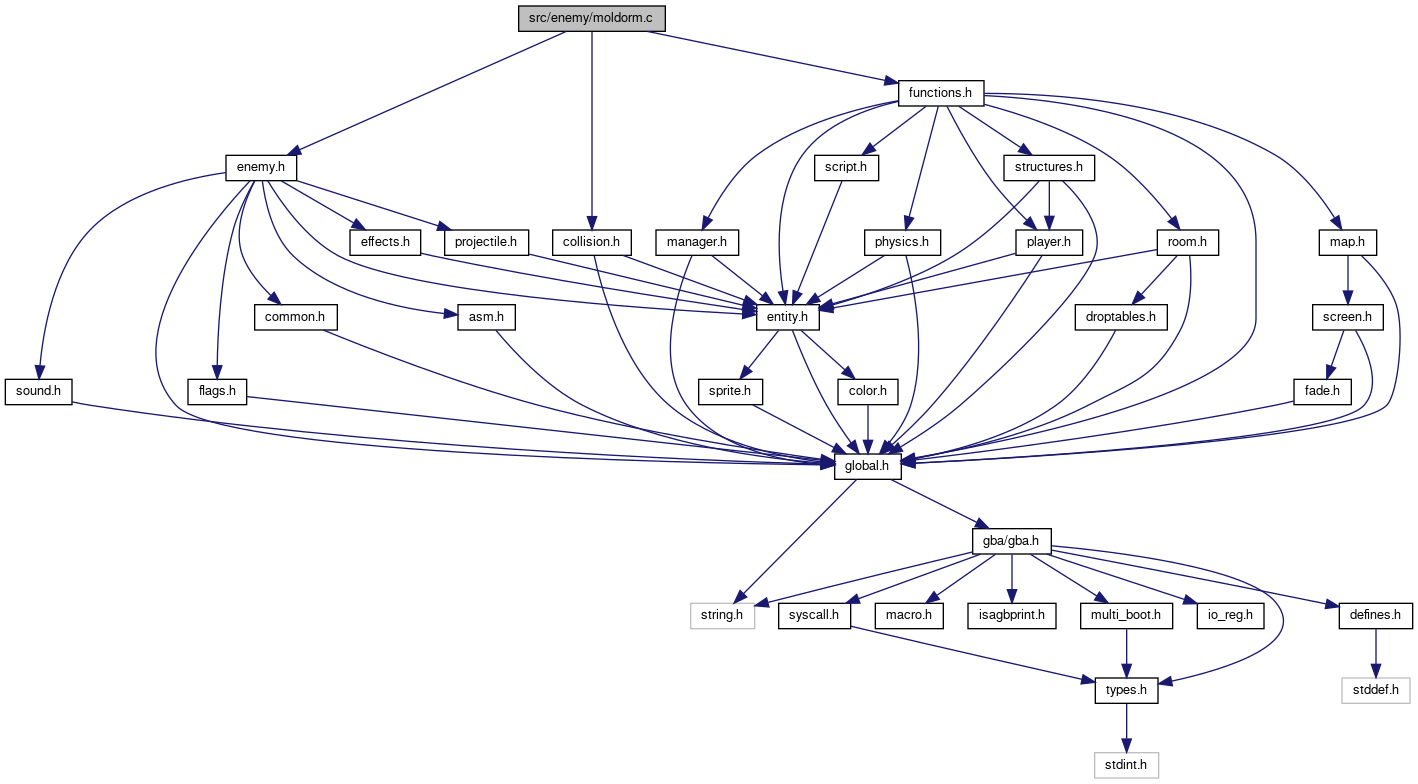 src/enemy/moldorm.c
functions.h
enemy.h
script.h
structures.h
effects.h
projectile.h
collision.h
manager.h
physics.h
player.h
room.h
map.h
common.h
asm.h
entity.h
droptables.h
screen.h
sound.h
flags.h
sprite.h
color.h
fade.h
global.h
gba/gba.h
string.h
syscall.h
macro.h
isagbprint.h
multi_boot.h
io_reg.h
defines.h
types.h
stddef.h
stdint.h